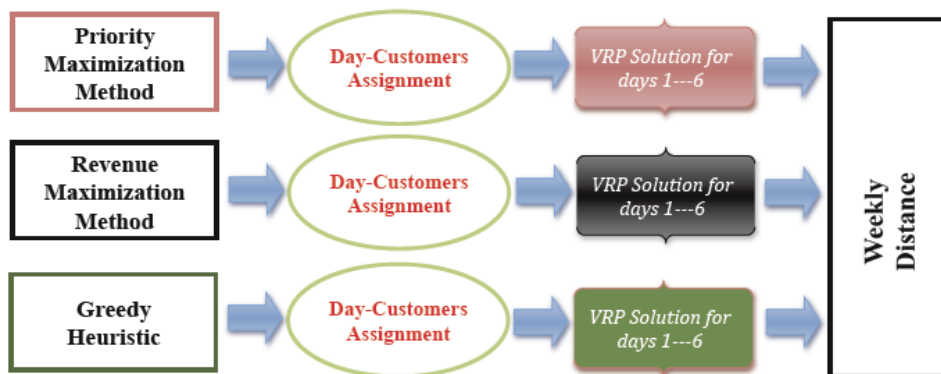 Priority
Maximization
Method
Day-Customers
Assignment
VRP Solution for
days 1---6
Revenue
Maximization
Method
Day-Customers
Assignment
VRP Solution for
days 1---6
Greedy
Heuristic
Day-Customers
Assignment
VRP Solution for
days 1---6
Weekly
Distance